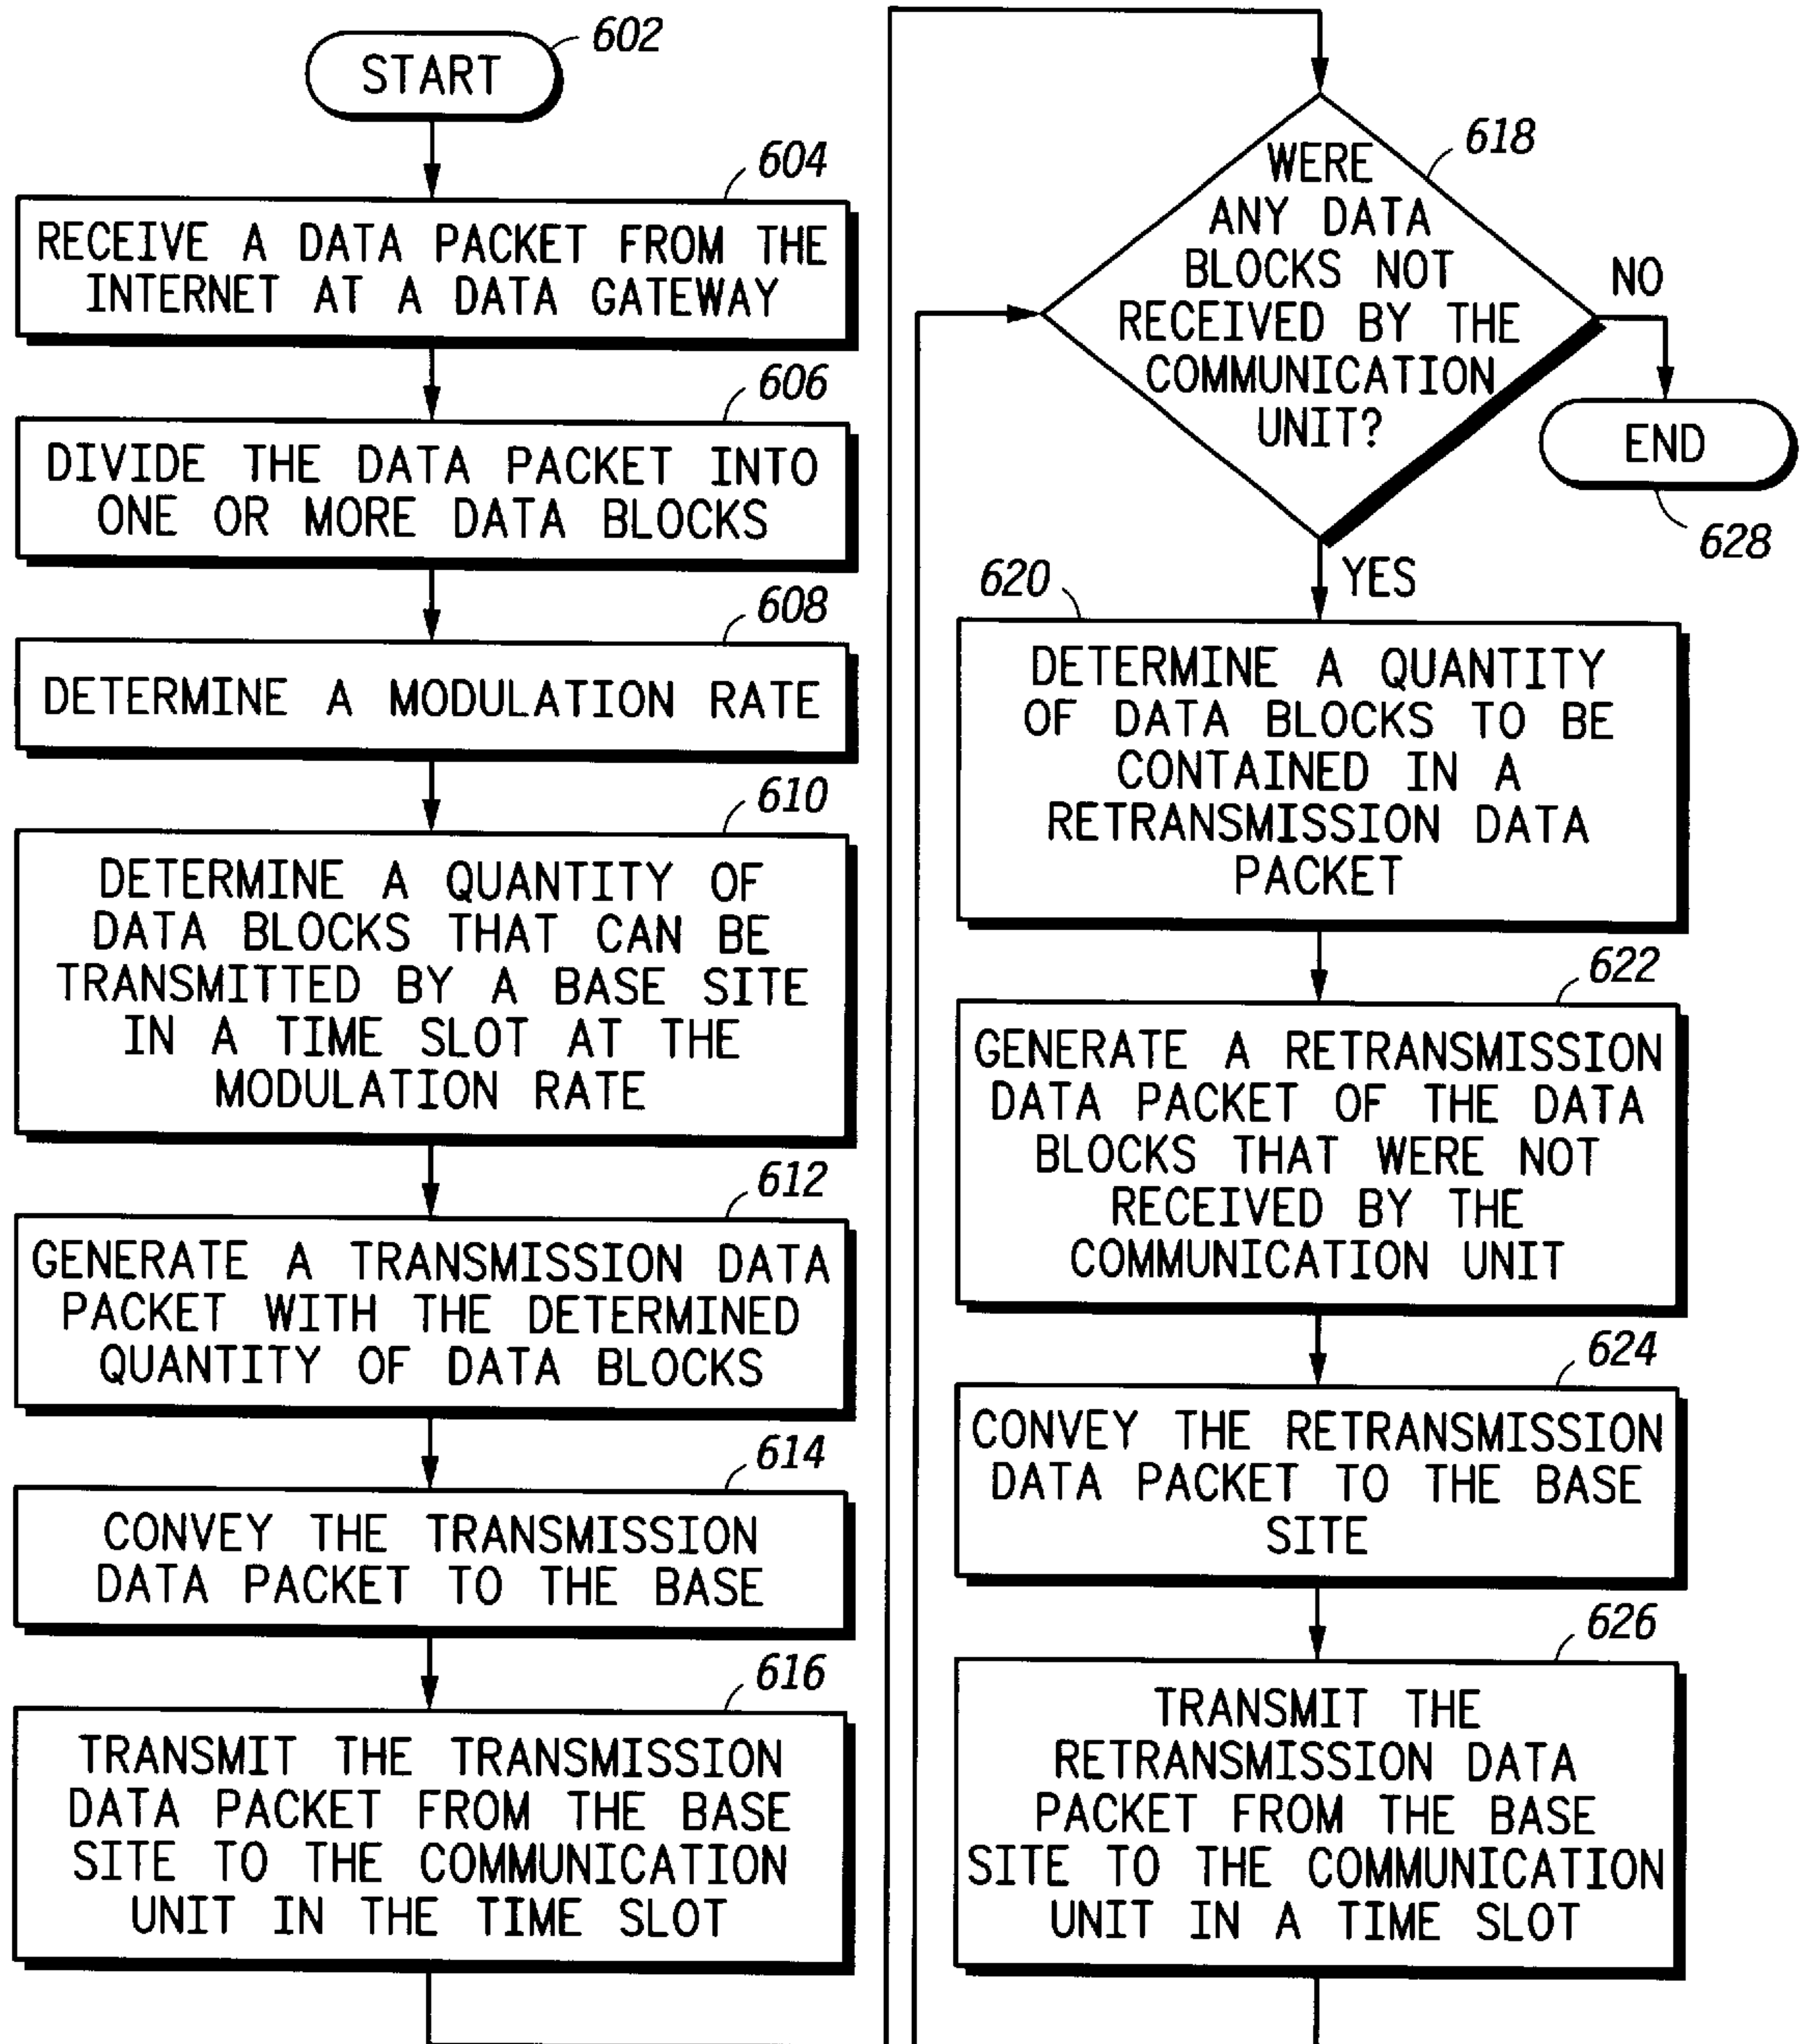 602
START
604
RECEIVE A DATA PACKET FROM THE
INTERNET AT A DATA GATEWAY
606
DIVIDE THE DATA PACKET INTO
ONE OR MORE DATA BLOCKS
608
DETERMINE A MODULATION RATE
610
DETERMINE A QUANTITY OF
DATA BLOCKS THAT CAN BE
TRANSMITTED BY A BASE SITE
IN A TIME SLOT AT THE
MODULATION RATE
612
GENERATE A TRANSMISSION DATA
PACKET WITH THE DETERMINED
QUANTITY OF DATA BLOCKS
614
CONVEY THE TRANSMISSION
DATA PACKET TO THE BASE
616
TRANSMIT THE TRANSMISSION
DATA PACKET FROM THE BASE
SITE TO THE COMMUNICATION
UNIT IN THE TIME SLOT
618
WERE
ANY DATA
BLOCKS NOT
RECEIVED BY THE
COMMUNICATION
UNIT?
NO
END
628
YES
620
DETERMINE A QUANTITY
OF DATA BLOCKS TO BE
CONTAINED IN A
RETRANSMISSION DATA
PACKET
622
GENERATE A RETRANSMISSION
DATA PACKET OF THE DATA
BLOCKS THAT WERE NOT
RECEIVED BY THE
COMMUNICATION UNIT
624
CONVEY THE RETRANSMISSION
DATA PACKET TO THE BASE
SITE
626
TRANSMIT THE
RETRANSMISSION DATA
PACKET FROM THE BASE
SITE TO THE COMMUNICATION
UNIT IN A TIME SLOT